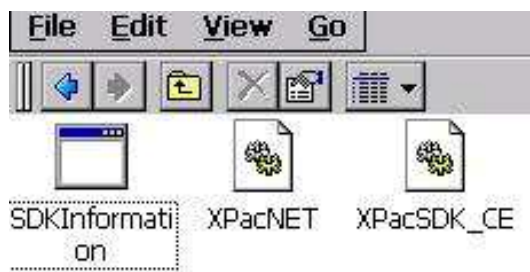 File Edit View Go
SDKInformati
on
XPacNET
XPacSDK_CE